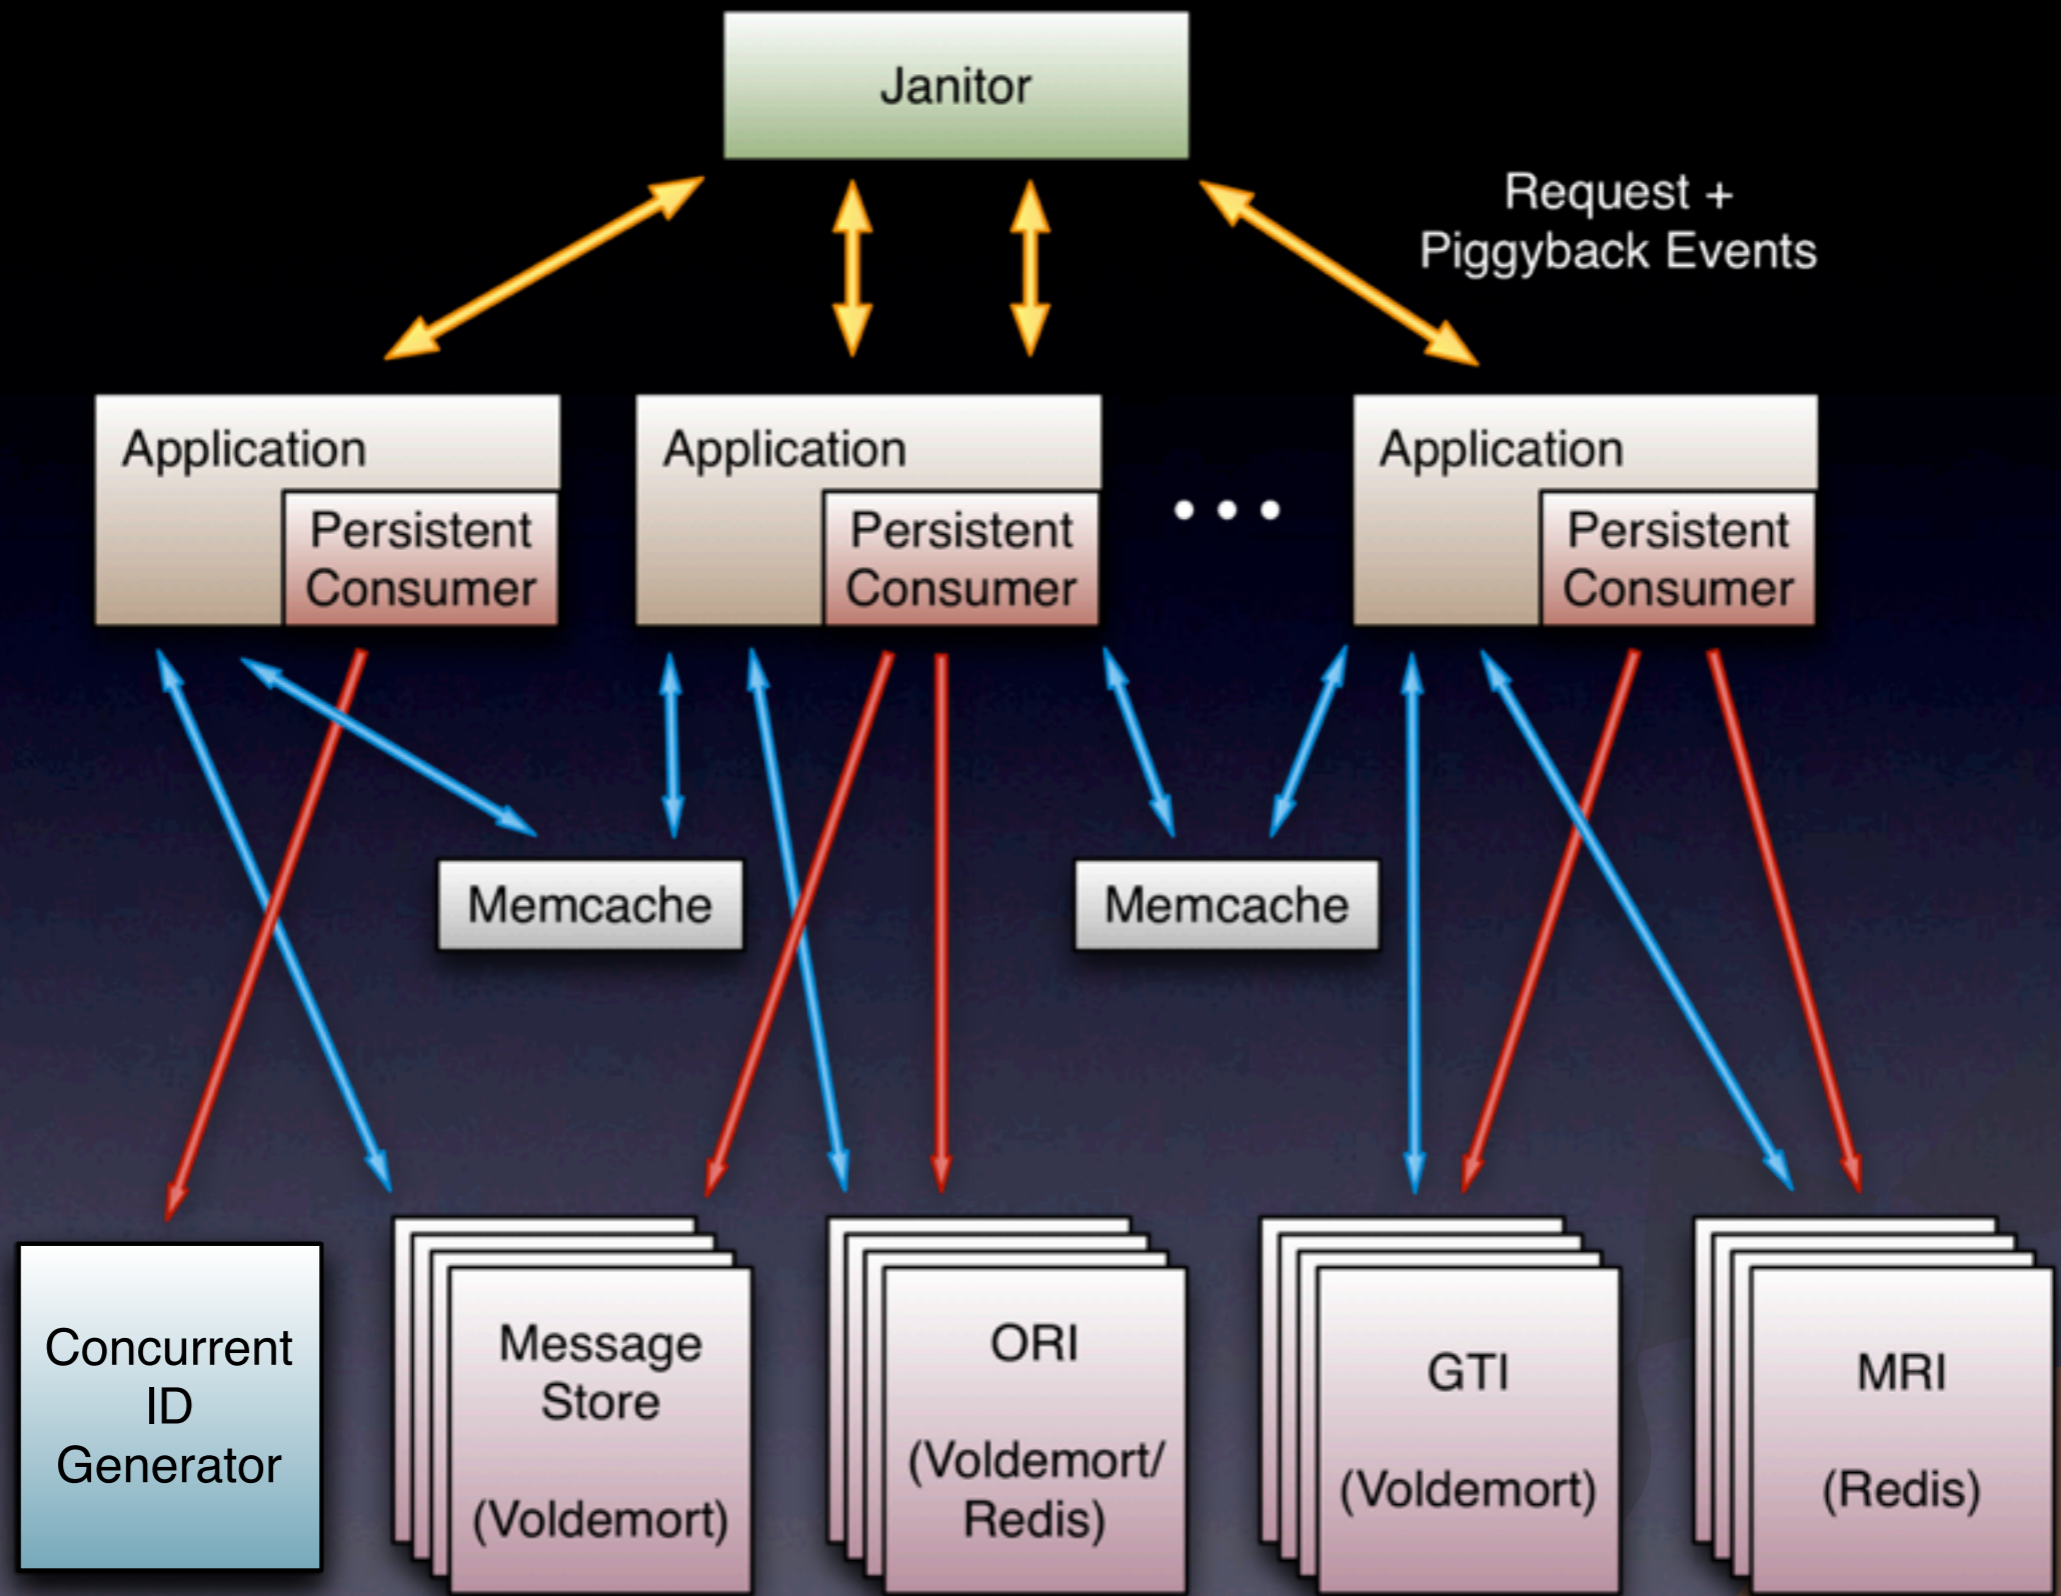 Janitor
Request +
Piggyback Events
Application
Persistent
Consumer
Application
Persistent
Consumer
Application
Persistent
Consumer
Memcache
Memcache
Concurrent
ID
Generator
Message
Store
(Voldemort)
ORI
(Voldemort/
Redis)
GTI
(Voldemort)
MRI
(Redis)